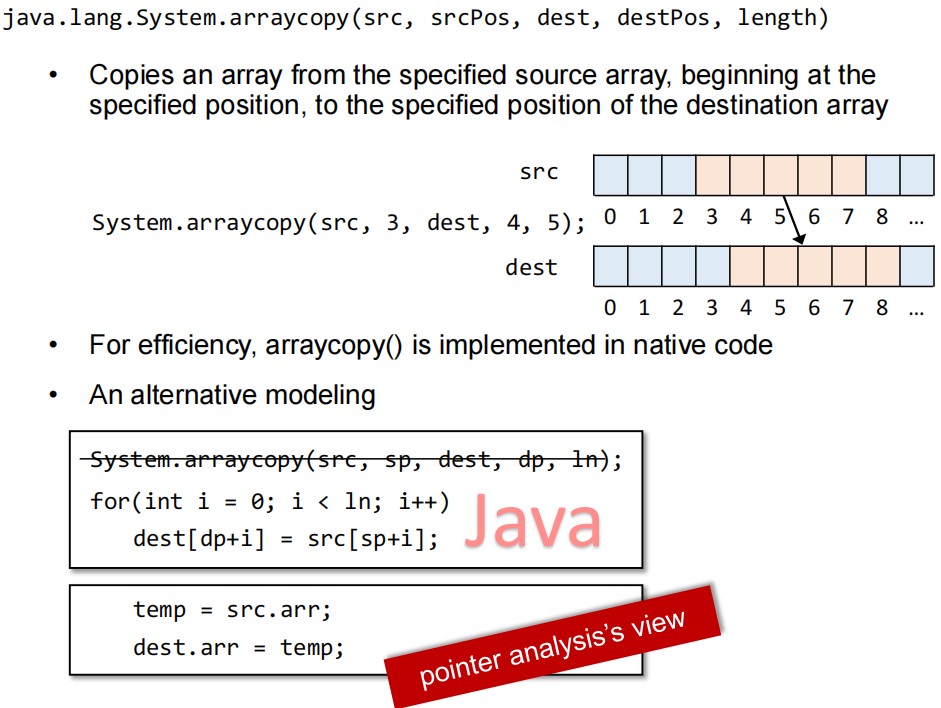 java.lang.System.arraycopy(src, srcPos, dest, destPos, length)
• Copies an array from the specified source array, beginning at the
specified position, to the specified position of the destination array
src
System.arraycopy(src, 3, dest, 4, 5);
0 1 2 3 4 5 6 7 8 ...
dest
0 1 2 3 4 5 6 7 8 ...
• For efficiency, arraycopy() is implemented in native code
• An alternative modeling
System.arraycopy(src, sp, dest, dp, ln);
for(int i = 0; i < ln; i++)
dest[dp+i] = src[sp+i];
Java
temp = src.arr;
dest.arr = temp;
pointer analysis's view